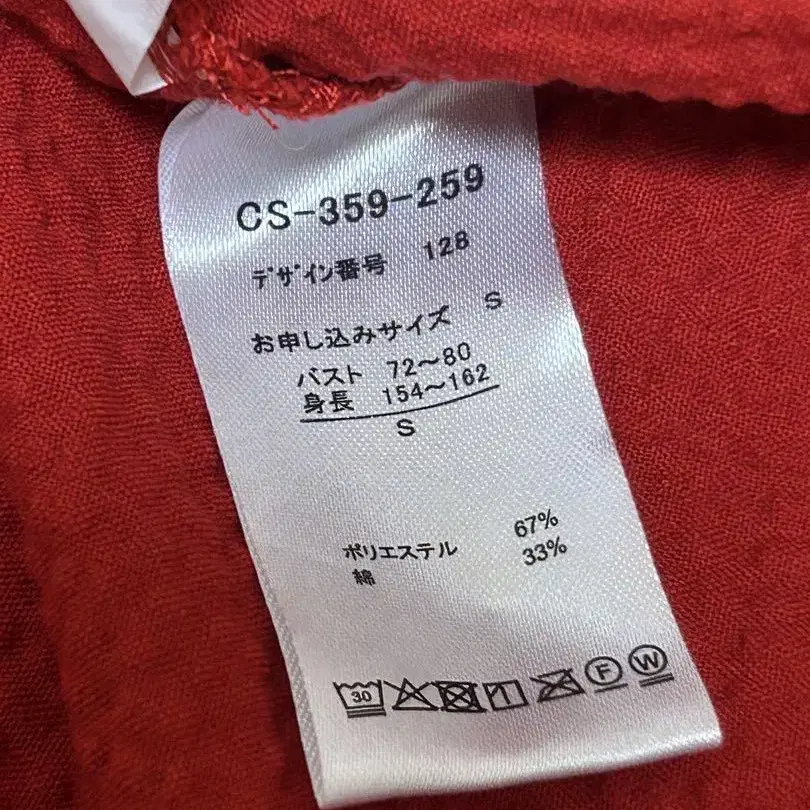 CS-359-259
デザイン番号 128
お申し込みサイズ S
バスト 72〜80
身長 154〜162
S
ポリエステル 67%
綿 33%
30 F W